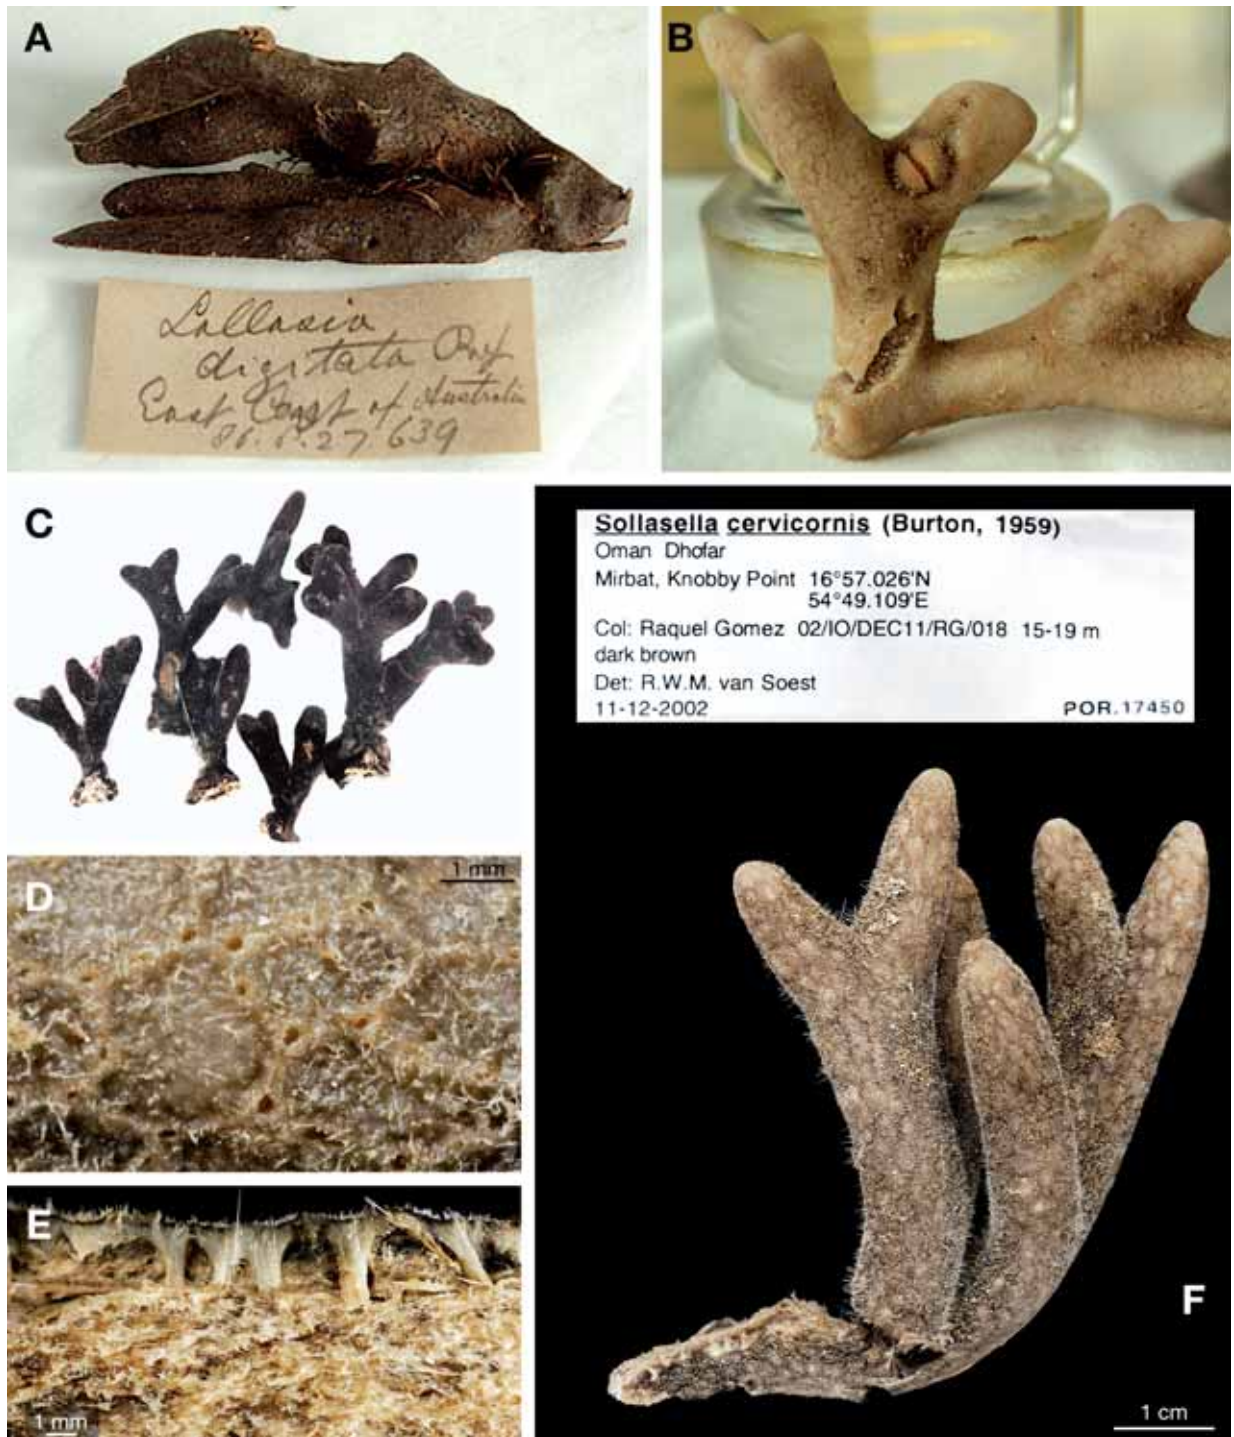 A
B
Lollasia
digitata
East Coast of Australia
639
C
Sollasella cervicornis (Burton, 1959)
Oman Dhofar
Mirbat, Knobby Point 16°57.026'N
54°49.109'E
Col: Raquel Gomez 02/IO/DEC11/RG/018 15-19 m
dark brown
Det: R.W.M. van Soest
11-12-2002 POR.17450
D
1 mm
E
1 mm
F
1 cm